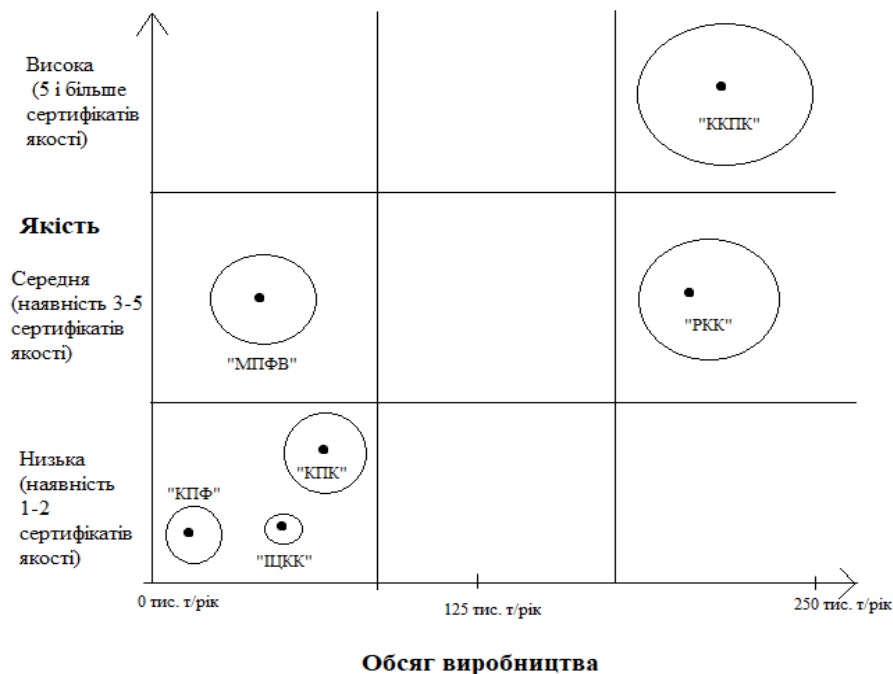 Висока
(5 і більше
сертифікатів
якості)
"ККПК"
Якість
Середня
(наявність 3-5
сертифікатів
якості)
"МПФВ"
"РКК"
Низька
(наявність
1-2
сертифікатів
якості)
"КПК"
"КПФ"
"ІЦКК"
0 тис. т/рік
125 тис. т/рік
250 тис. т/рік
Обсяг виробництва